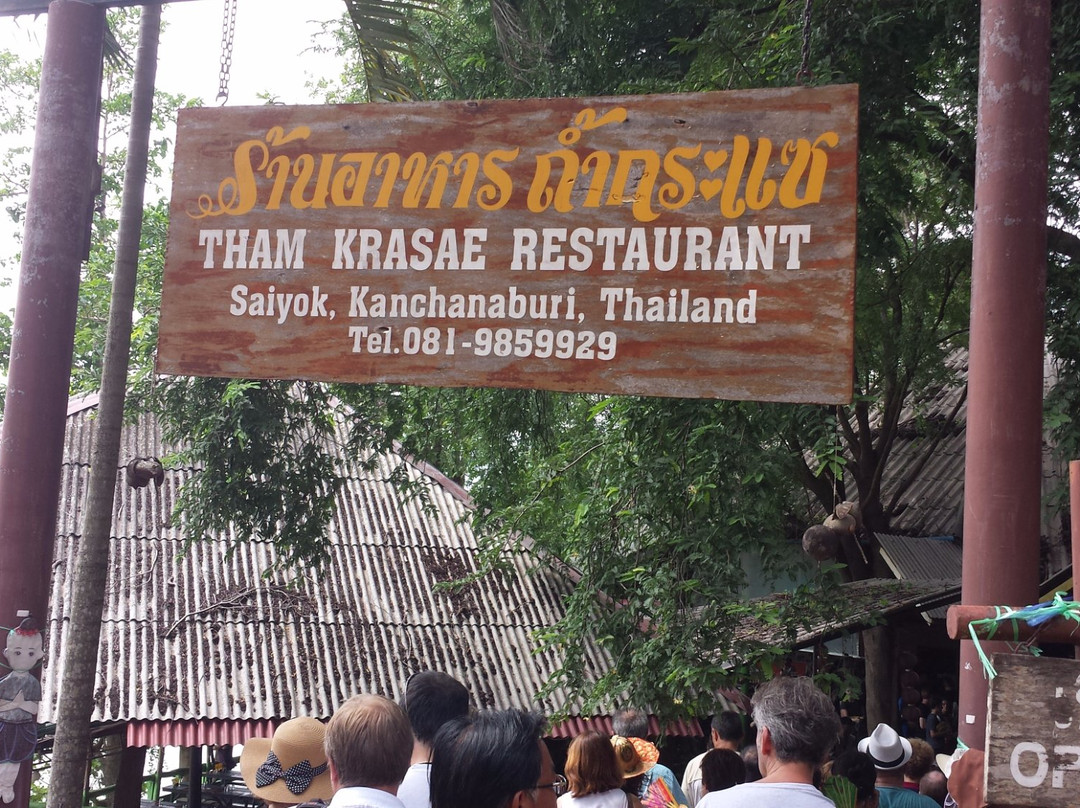 ร้านอาหาร ถ้ำกระแซ
THAM KRASAE RESTAURANT
Saiyok, Kanchanaburi, Thailand
Tel.081-9859929
OP